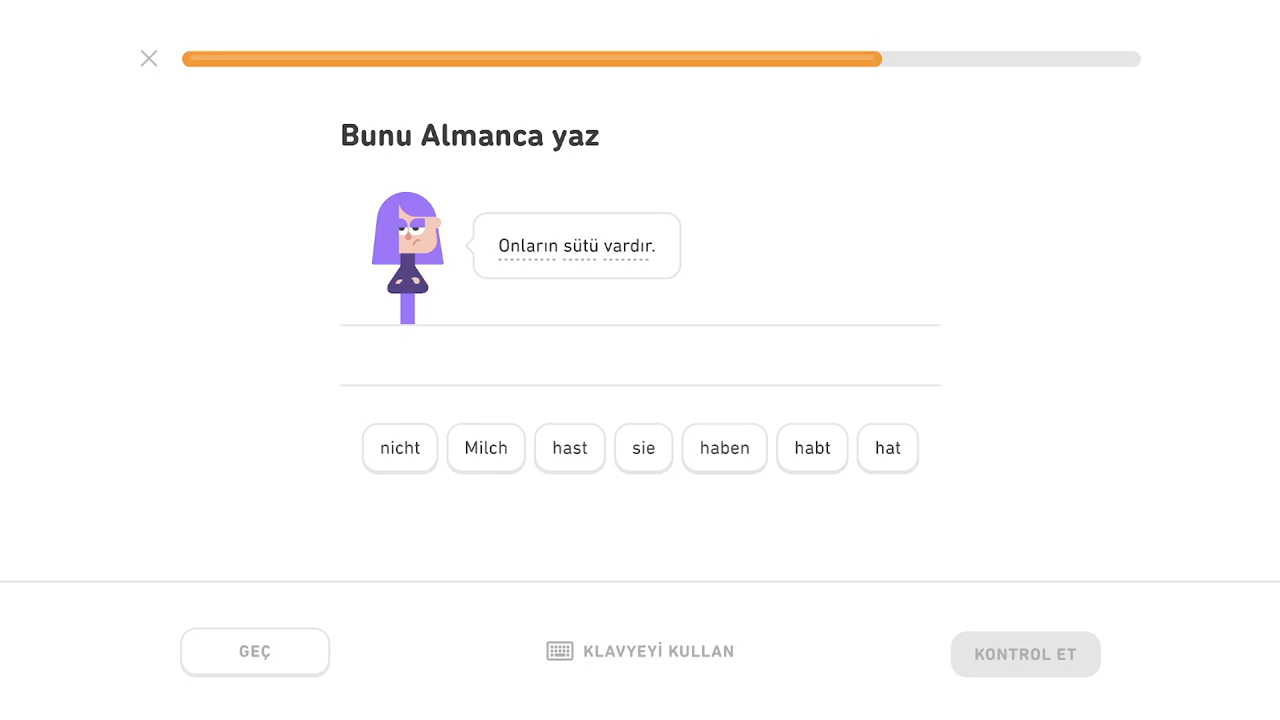 Bunu Almanca yaz
Onların sütü vardır.
nicht Milch hast sie haben habt hat
GEÇ KLAVYEYİ KULLAN KONTROL ET